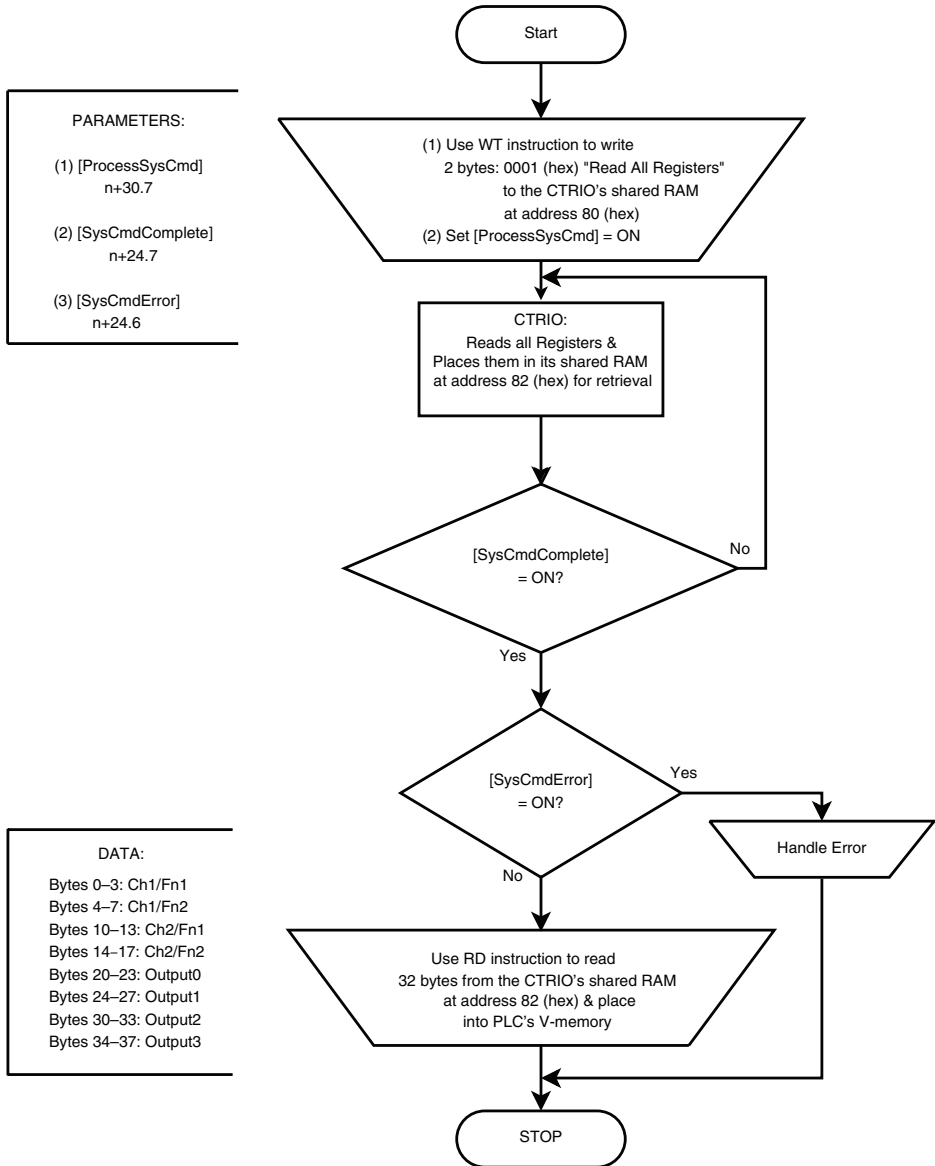 Start
PARAMETERS:
(1) [ProcessSysCmd]
n+30.7
(2) [SysCmdComplete]
n+24.7
(3) [SysCmdError]
n+24.6
(1) Use WT instruction to write
2 bytes: 0001 (hex) "Read All Registers"
to the CTRIO’s shared RAM
at address 80 (hex)
(2) Set [ProcessSysCmd] = ON
CTRIO:
Reads all Registers &
Places them in its shared RAM
at address 82 (hex) for retrieval
[SysCmdComplete]
= ON?
No
Yes
[SysCmdError]
= ON?
Yes
No
Handle Error
DATA:
Bytes 0–3: Ch1/Fn1
Bytes 4–7: Ch1/Fn2
Bytes 10–13: Ch2/Fn1
Bytes 14–17: Ch2/Fn2
Bytes 20–23: Output0
Bytes 24–27: Output1
Bytes 30–33: Output2
Bytes 34–37: Output3
Use RD instruction to read
32 bytes from the CTRIO’s shared RAM
at address 82 (hex) & place
into PLC’s V-memory
STOP